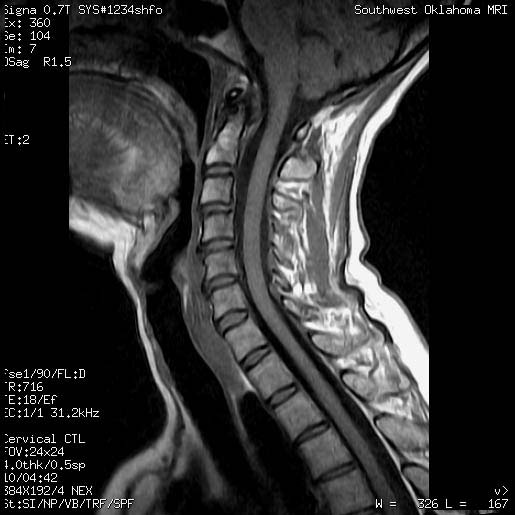 Signa 0.7T SYS#1234shfo
Ex: 360
Se: 104
Im: 7
OSag R1.5
Southwest Oklahoma MRI
ET:2
Fse1/90/FL:D
TR:716
TE:18/Ef
EC:1/1 31.2kHz
Cervical CTL
FOV:24x24
4.0thk/0.5sp
10/04:42
384X192/4 NEX
St:SI/NP/VB/TRF/SPF
v>
W = 326 L = 167